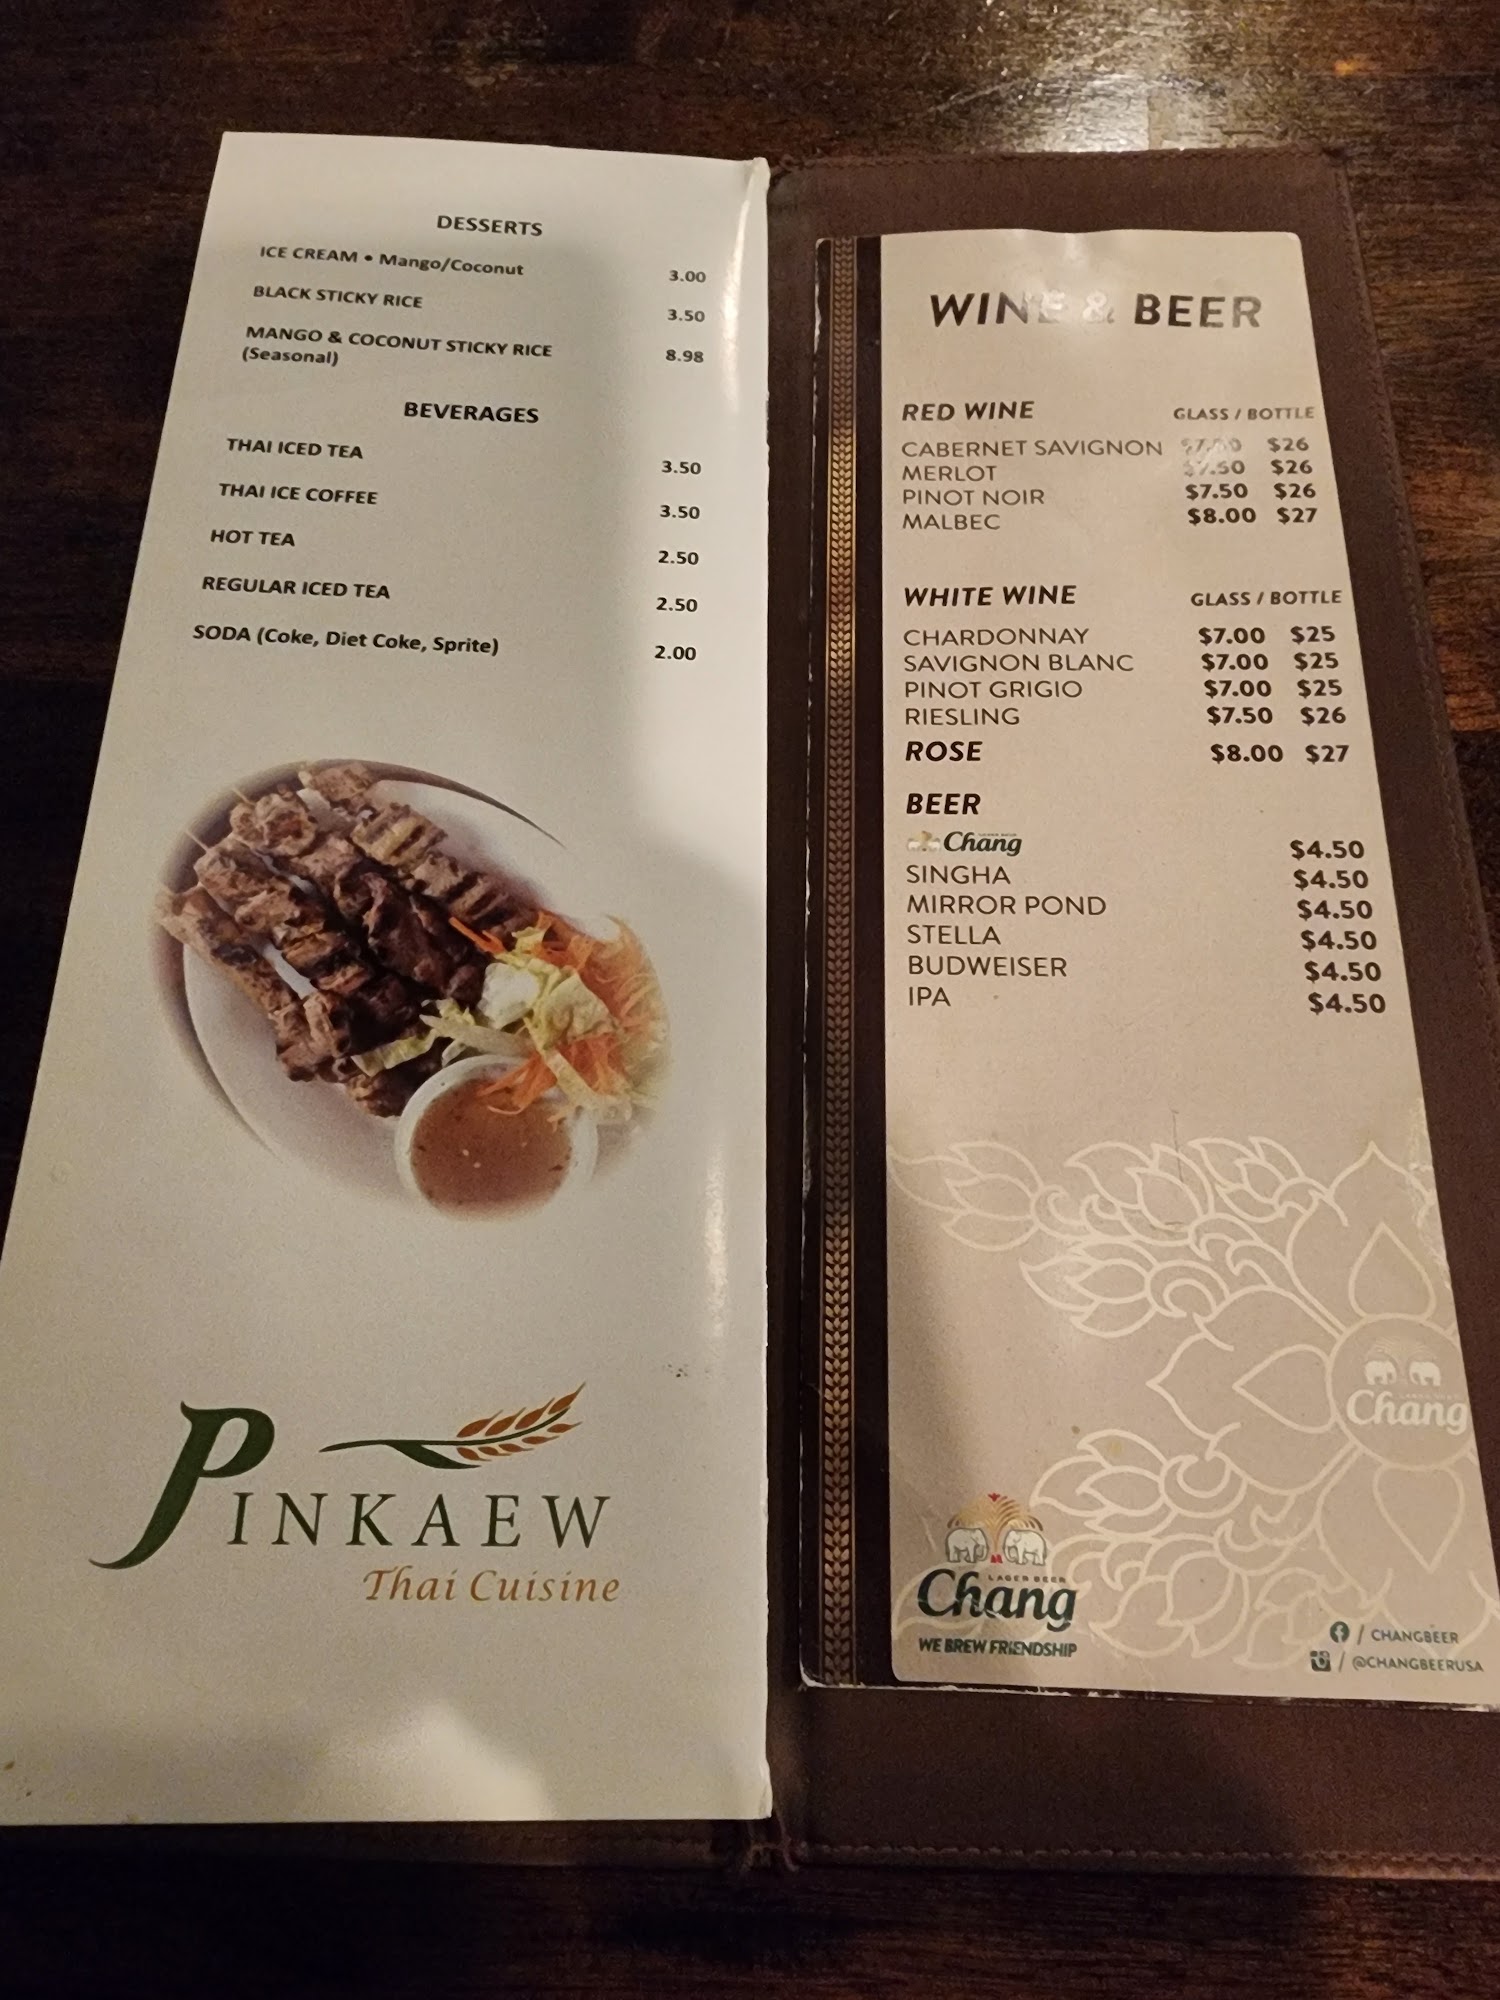 DESSERTS
ICE CREAM • Mango/Coconut 3.00
BLACK STICKY RICE 3.50
MANGO & COCONUT STICKY RICE 8.98
(Seasonal)
BEVERAGES
THAI ICED TEA 3.50
THAI ICE COFFEE 3.50
HOT TEA 2.50
REGULAR ICED TEA 2.50
SODA (Coke, Diet Coke, Sprite) 2.00
PINKAEW
Thai Cuisine
WINE & BEER
RED WINE GLASS / BOTTLE
CABERNET SAVIGNON $26
MERLOT $7.50 $26
PINOT NOIR $7.50 $26
MALBEC $8.00 $27
WHITE WINE GLASS / BOTTLE
CHARDONNAY $7.00 $25
SAVIGNON BLANC $7.00 $25
PINOT GRIGIO $7.00 $25
RIESLING $7.50 $26
ROSE $8.00 $27
BEER
Chang $4.50
SINGHA $4.50
MIRROR POND $4.50
STELLA $4.50
BUDWEISER $4.50
IPA $4.50
Chang
LAGER BEER
Chang
WE BREW FRIENDSHIP
/ CHANGBEER
/ @CHANGBEERUSA